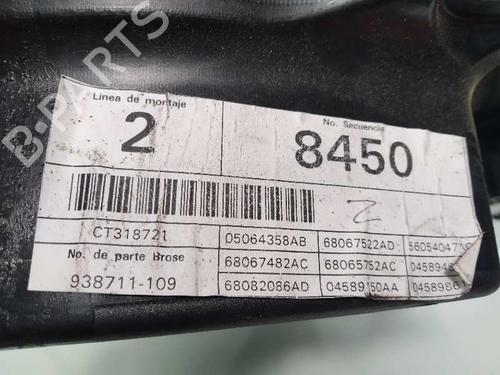 B-PARTS
Linea de montaje
No. Secuencia
2
8450
2
CT318721
05064358AB
68067522AD
No. de parte Brose
68067482AC
68065752AC
938711-109
68082086AD